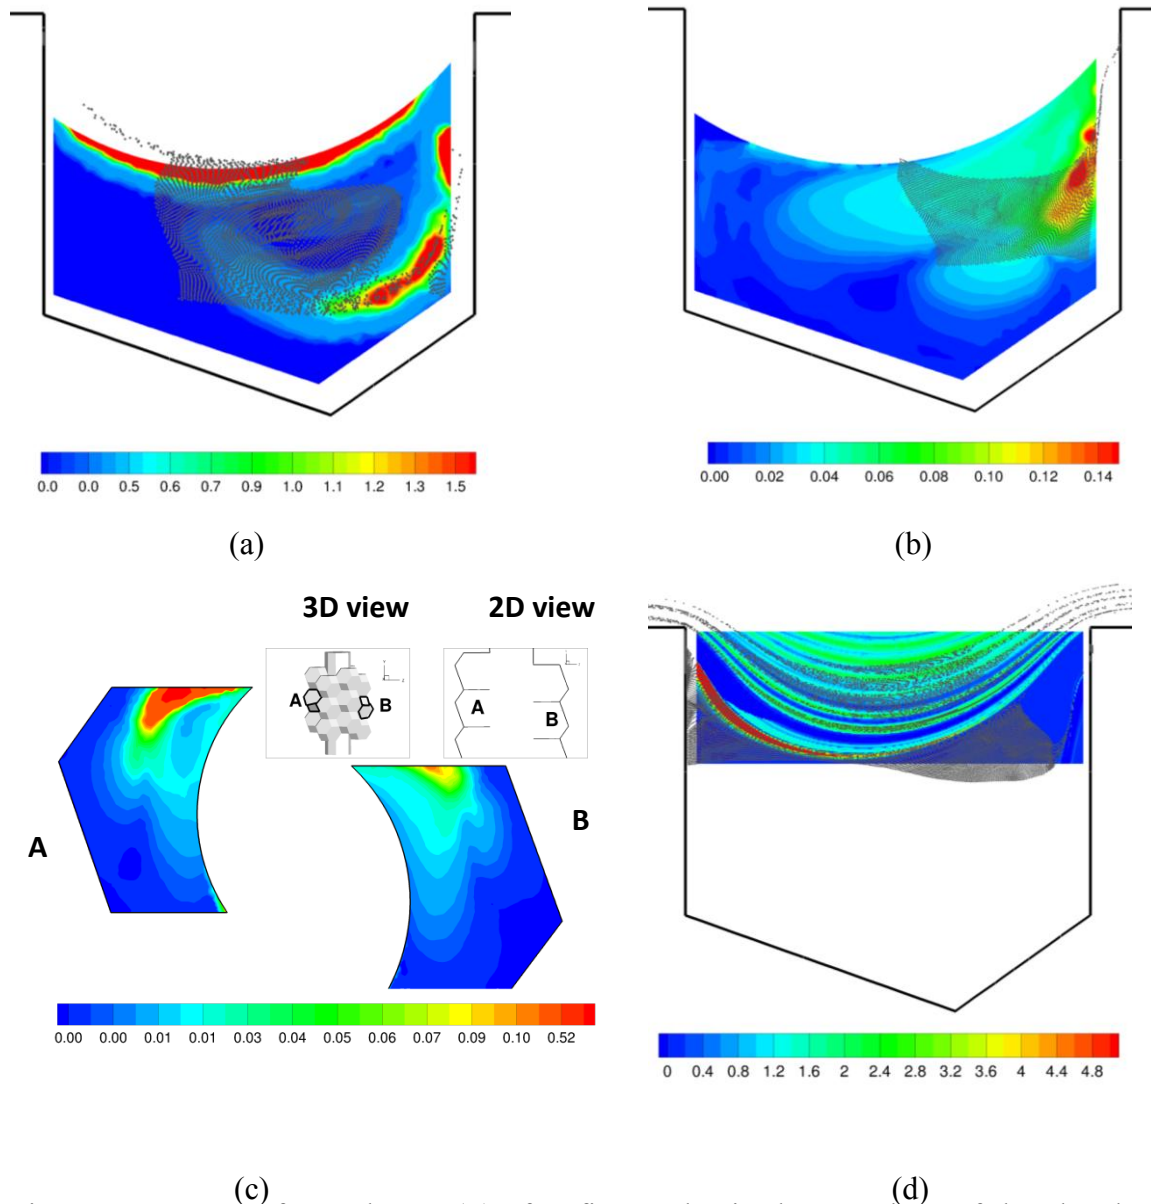 0.0 0.0 0.5 0.6 0.7 0.9 1.0 1.1 1.2 1.3 1.5
0.00 0.02 0.04 0.06 0.08 0.10 0.12 0.14
(a)
(b)
3D view
2D view
A
B
A
B
A
B
0.00 0.00 0.01 0.01 0.03 0.04 0.05 0.06 0.07 0.09 0.10 0.52
0 0.4 0.8 1.2 1.6 2 2.4 2.8 3.2 3.6 4 4.4 4.8
(c)
(d)